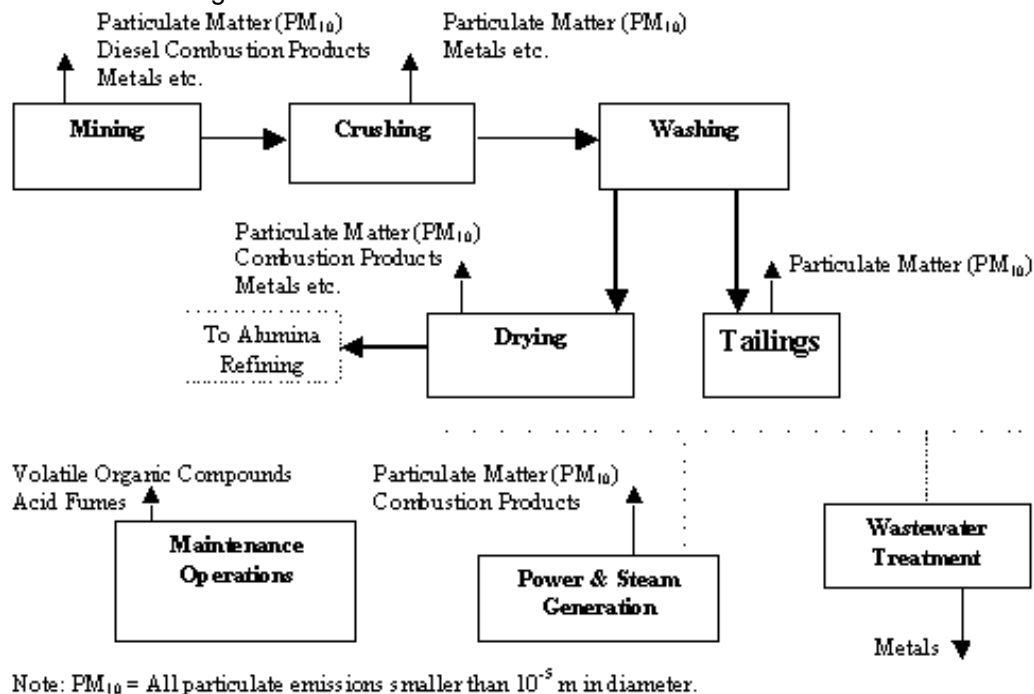 Particulate Matter (PM₁₀)
Diesel Combustion Products
Metals etc.
Particulate Matter (PM₁₀)
Metals etc.
Mining
Crushing
Washing
Particulate Matter (PM₁₀)
Combustion Products
Metals etc.
Particulate Matter (PM₁₀)
To Alumina
Refining
Drying
Tailings
Volatile Organic Compounds
Acid Fumes
Particulate Matter (PM₁₀)
Combustion Products
Maintenance
Operations
Power & Steam
Generation
Wastewater
Treatment
Metals
Note: PM₁₀ = All particulate emissions smaller than 10⁻⁵ m in diameter.